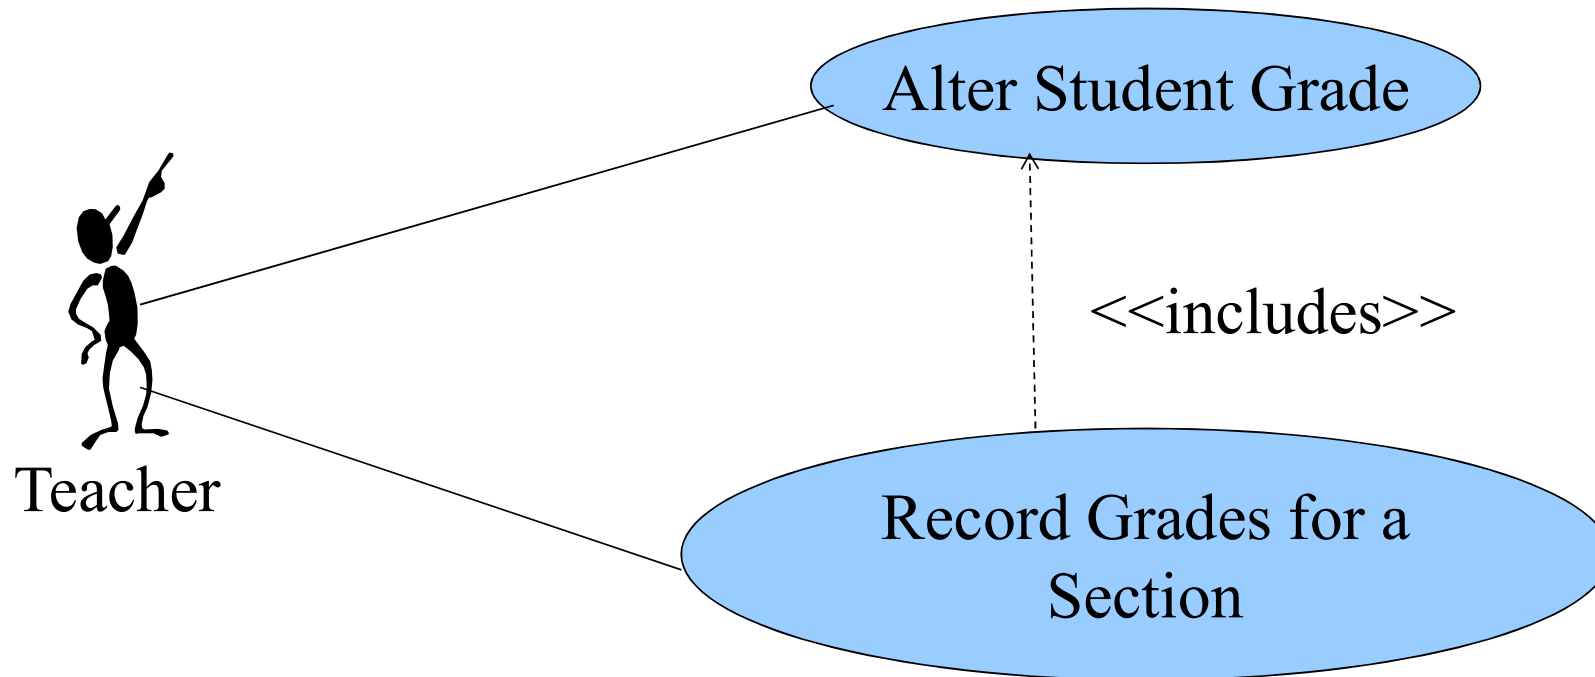 Alter Student Grade
<<includes>>
Teacher
Record Grades for a
Section